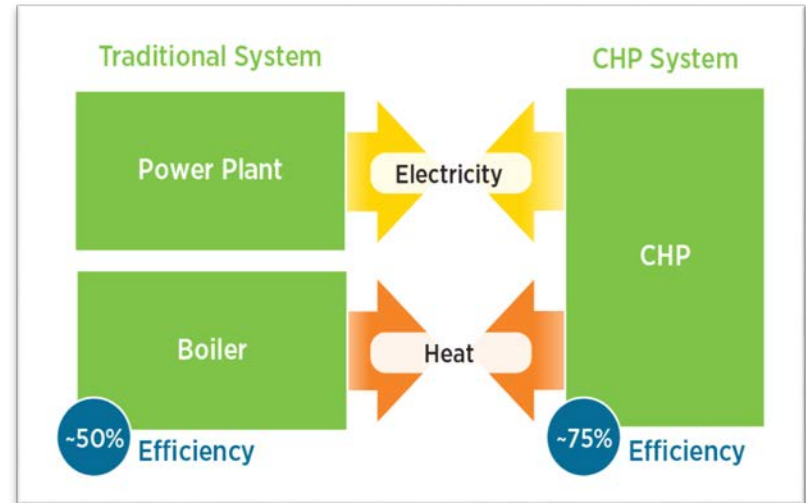 Traditional System
CHP System
Power Plant
Electricity
CHP
Boiler
Heat
~50% Efficiency
~75% Efficiency